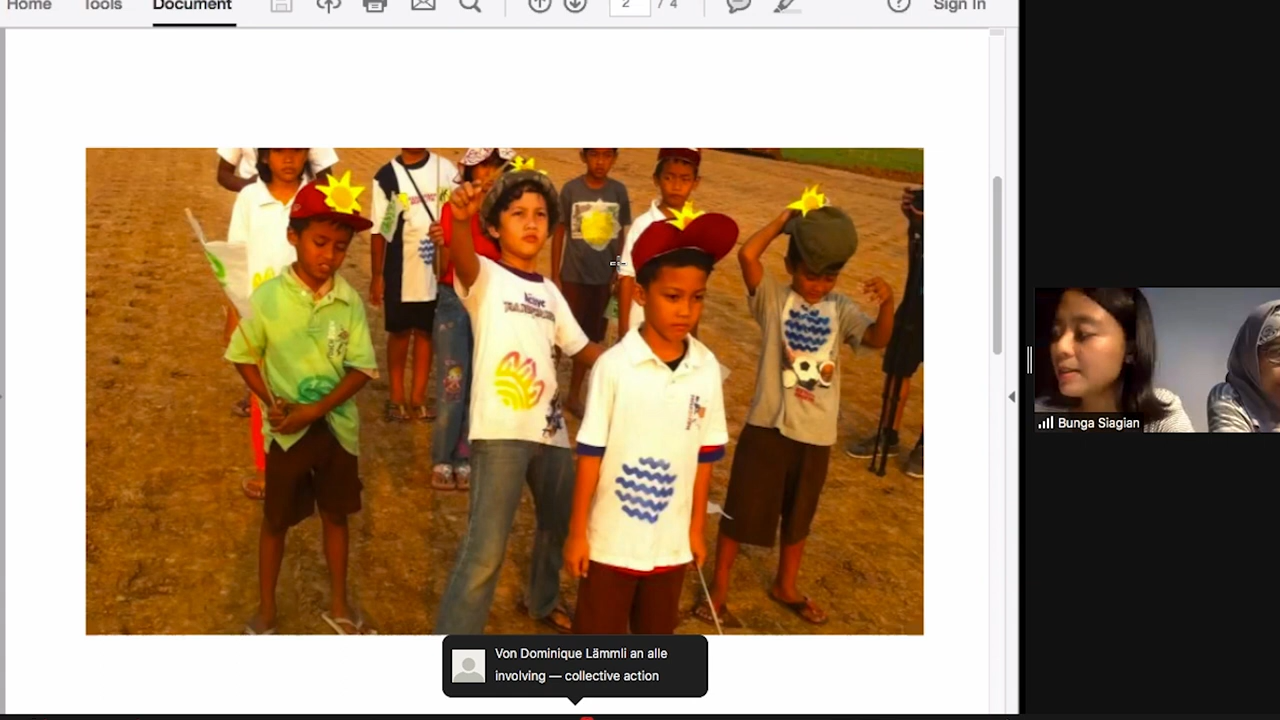 Home Tools Document 2 / 4 Sign In
Bunga Siagian
Von Dominique Lämmli an alle
involving — collective action